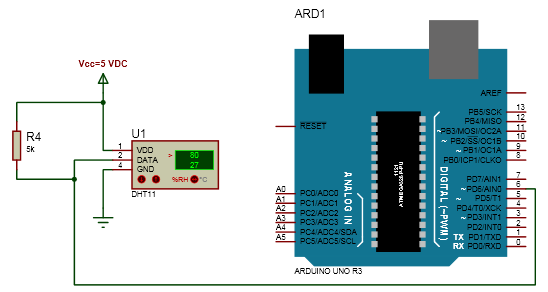 ARD1
Vcc=5 VDC
R4
5k
U1
1
2
4
VDD
DATA
GND
>
80
27
%RH
°C
DHT11
RESET
AREF
PB5/SCK 13
PB4/MISO 12
~PB3/MOSI/OC2A 11
~PB2/SS/OC1B 10
~PB1/OC1A 9
PB0/ICP1/CLKO 8
PD7/AIN1 7
~PD6/AIN0 6
~PD5/T1 5
PD4/T0/XCK 4
~PD3/INT1 3
PD2/INT0 2
TX PD1/TXD 1
RX PD0/RXD 0
DIGITAL (~PWM)
ANALOG IN
A0 PC0/ADC0
A1 PC1/ADC1
A2 PC2/ADC2
A3 PC3/ADC3
A4 PC4/ADC4/SDA
A5 PC5/ADC5/SCL
ARDUINO UNO R3